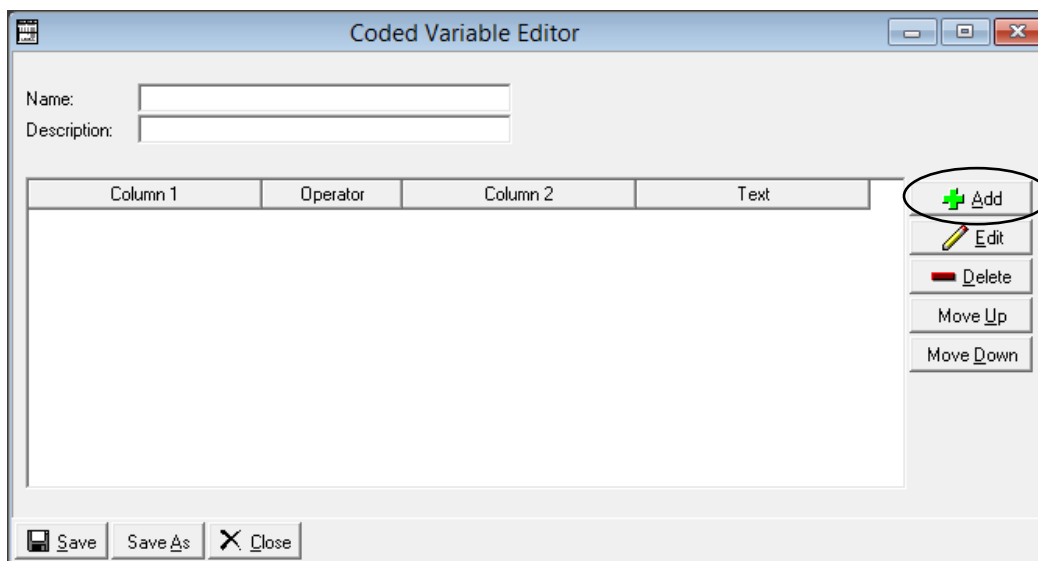 Coded Variable Editor
Name:
Description:
Column 1 Operator Column 2 Text
Add
Edit
Delete
Move Up
Move Down
Save Save As Close